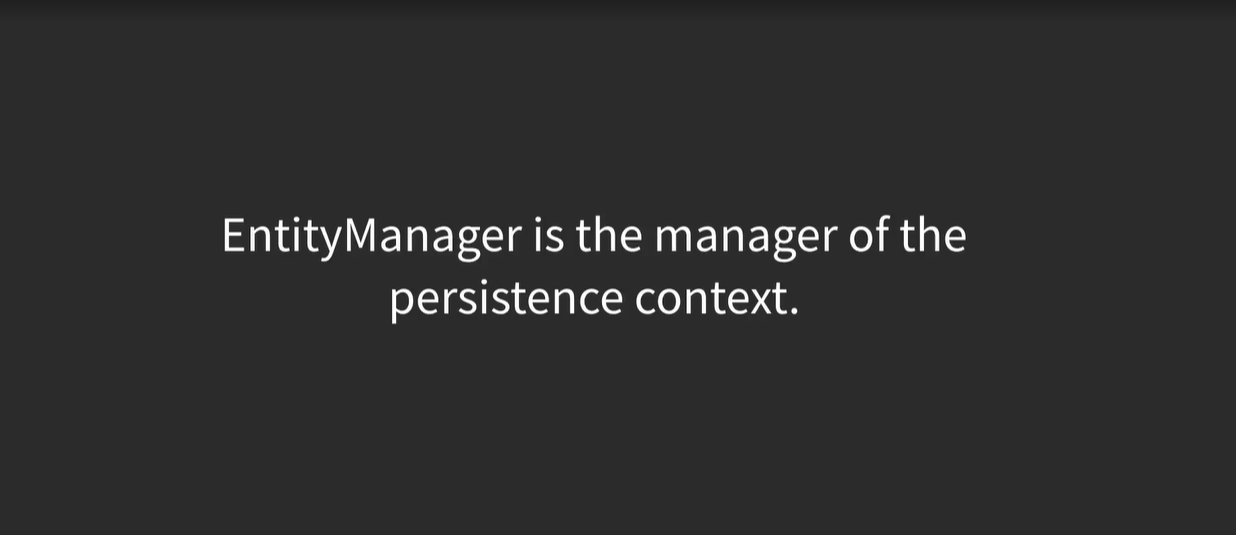 EntityManager is the manager of the
persistence context.